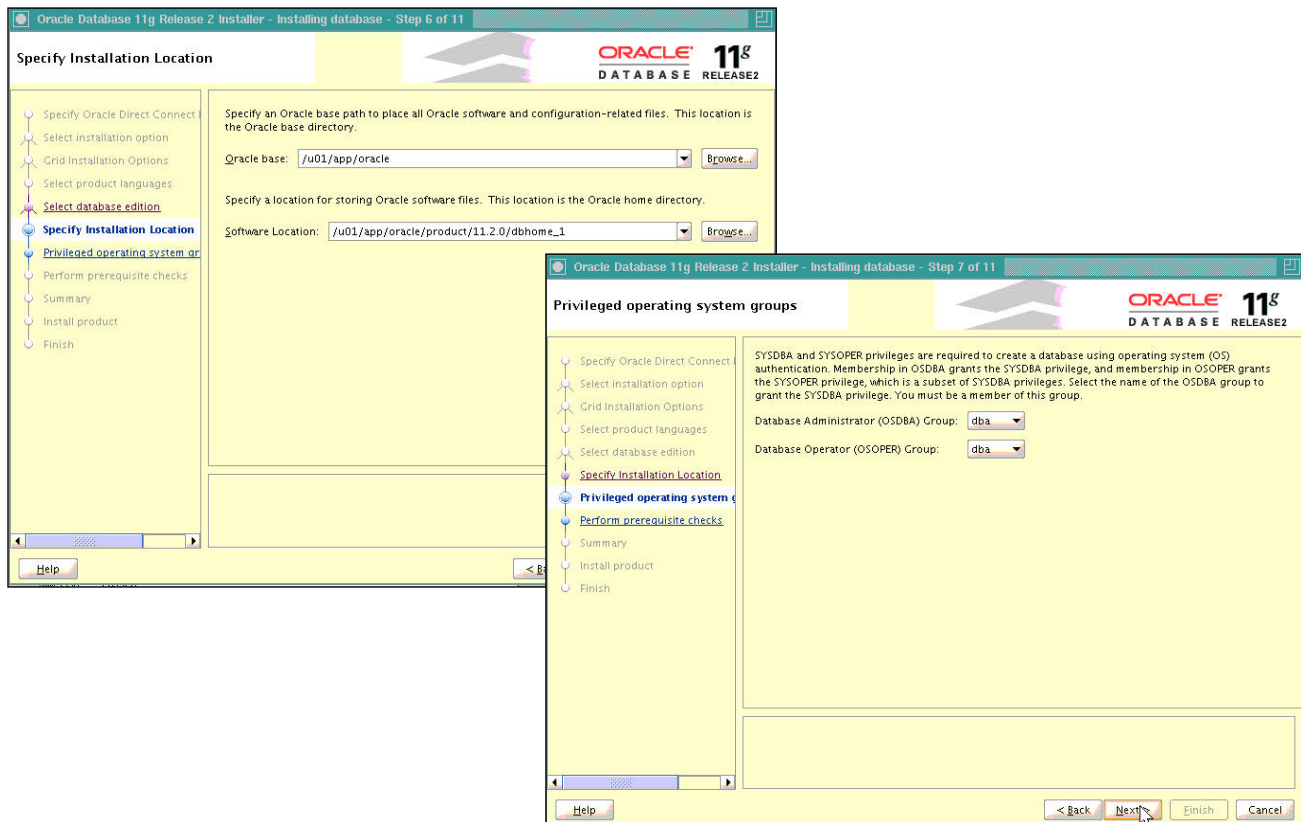 Oracle Database 11g Release 2 Installer - Installing database - Step 6 of 11
Specify Installation Location
ORACLE
DATABASE
11g
RELEASE2
Specify Oracle Direct Connect
Select installation option
Grid Installation Options
Select product languages
Select database edition
Specify Installation Location
Privileged operating system gr
Perform prerequisite checks
Summary
Install product
Finish
Specify an Oracle base path to place all Oracle software and configuration-related files. This location is
the Oracle base directory.
Oracle base: /u01/app/oracle Browse...
Specify a location for storing Oracle software files. This location is the Oracle home directory.
Software Location: /u01/app/oracle/product/11.2.0/dbhome_1 Browse...
Help
< Ba
Oracle Database 11g Release 2 Installer - Installing database - Step 7 of 11
Privileged operating system groups
ORACLE
DATABASE
11g
RELEASE2
Specify Oracle Direct Connect
Select installation option
Grid Installation Options
Select product languages
Select database edition
Specify Installation Location
Privileged operating system g
Perform prerequisite checks
Summary
Install product
Finish
SYSDBA and SYSOPER privileges are required to create a database using operating system (OS)
authentication. Membership in OSDBA grants the SYSDBA privilege, and membership in OSOPER grants
the SYSOPER privilege, which is a subset of SYSDBA privileges. Select the name of the OSDBA group to
grant the SYSDBA privilege. You must be a member of this group.
Database Administrator (OSDBA) Group: dba
Database Operator (OSOPER) Group: dba
Help
< Back
Next >
Finish
Cancel